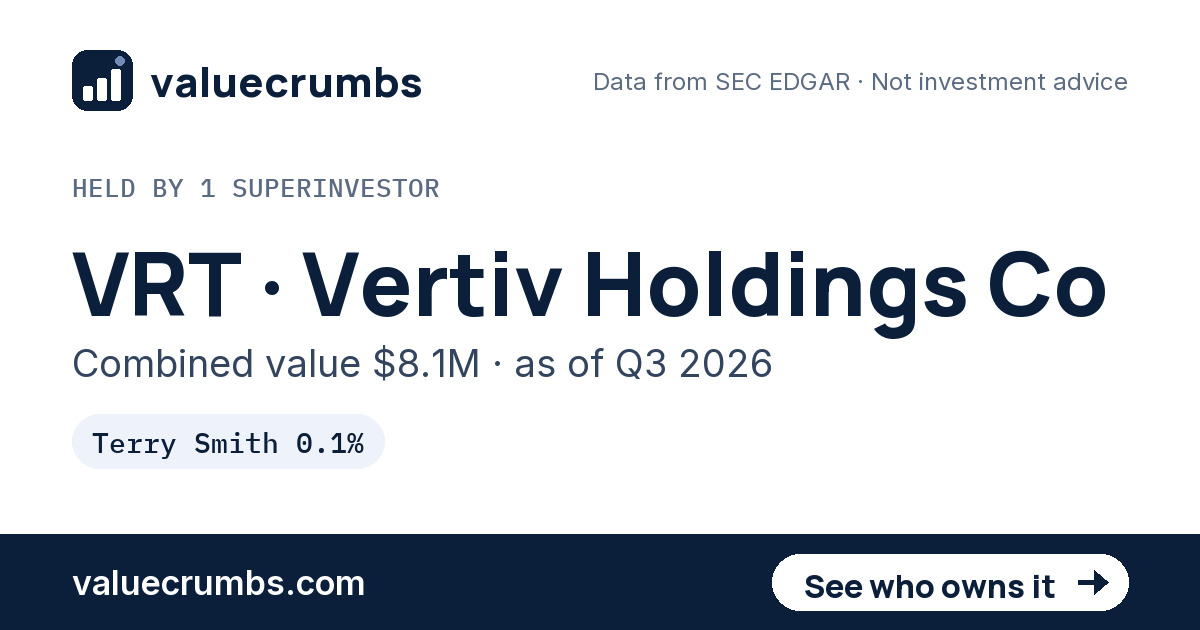 valuecrumbs
Data from SEC EDGAR · Not investment advice
HELD BY 1 SUPERINVESTOR
VRT · Vertiv Holdings Co
Combined value $8.1M · as of Q3 2026
Terry Smith 0.1%
valuecrumbs.com
See who owns it →